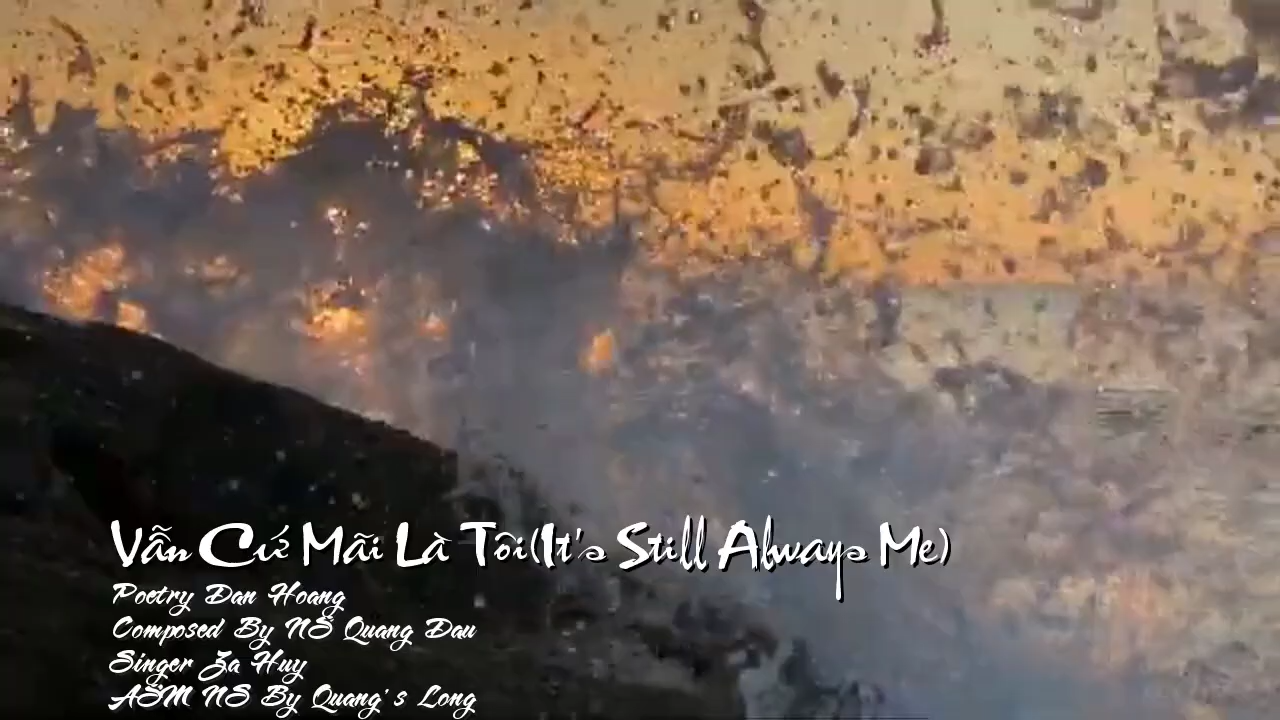 Vẫn Cứ Mãi Là Tôi(It's Still Always Me)
Poetry Dan Hoang
Composed By NS Quang Dau
Singer Za Huy
ASM NS By Quang's Long